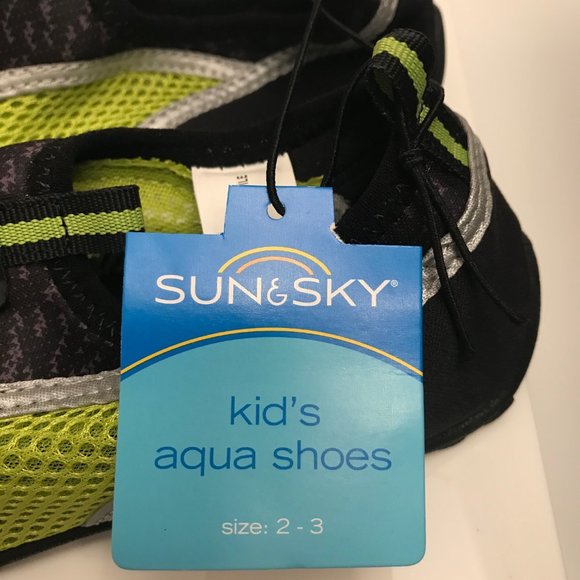 SUN&SKY®
kid's
aqua shoes
size: 2 - 3